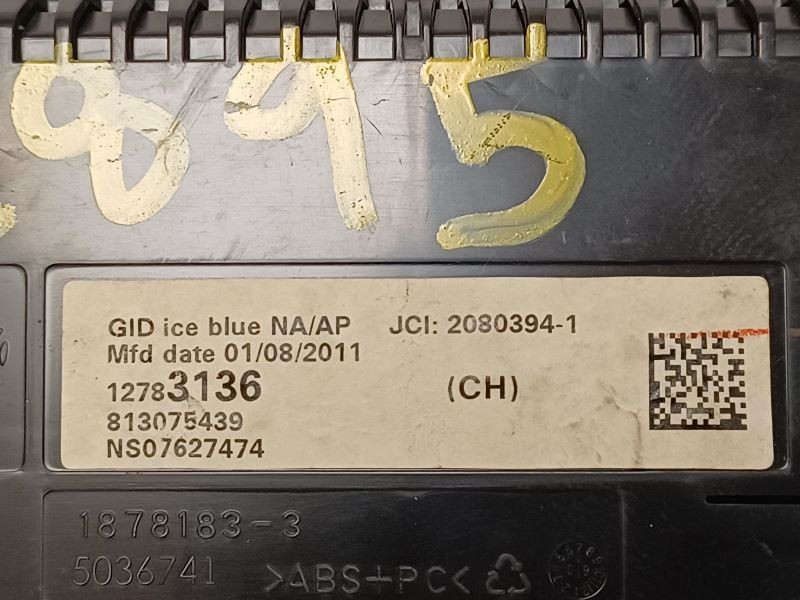 895
GID ice blue NA/AP JCI: 2080394-1
Mfd date 01/08/2011
12783136 (CH)
813075439
NS07627474
1878183-3
5036741 >ABS+PC<